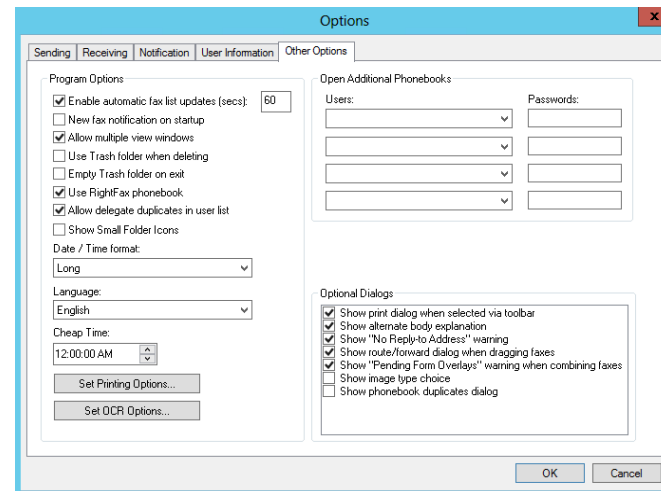 Options
x
Sending Receiving Notification User Information Other Options
Program Options
Enable automatic fax list updates (secs): 60
New fax notification on startup
Allow multiple view windows
Use Trash folder when deleting
Empty Trash folder on exit
Use RightFax phonebook
Allow delegate duplicates in user list
Show Small Folder Icons
Date / Time format:
Long
Language:
English
Cheap Time:
12:00:00 AM
Set Printing Options...
Set OCR Options...
Open Additional Phonebooks
Users: Passwords:
Optional Dialogs
Show print dialog when selected via toolbar
Show alternate body explanation
Show "No Reply-to Address" warning
Show route/forward dialog when dragging faxes
Show "Pending Form Overlays" warning when combining faxes
Show image type choice
Show phonebook duplicates dialog
OK Cancel